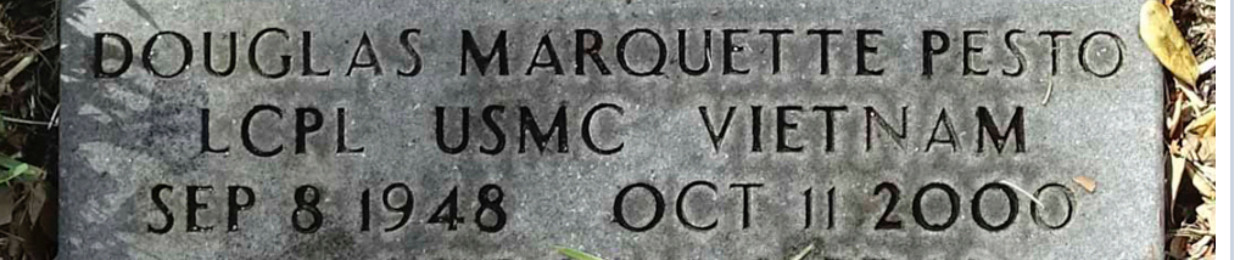 DOUGLAS MARQUETTE PESTO
LCPL USMC VIETNAM
SEP 8 1948 OCT 11 2000